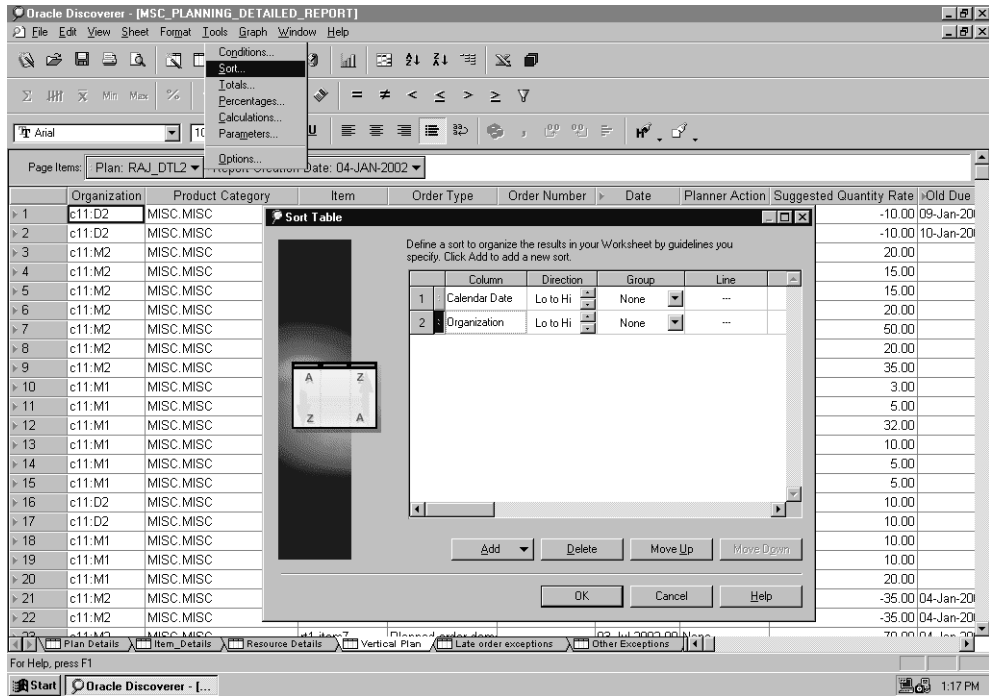 Oracle Discoverer - [MSC_PLANNING_DETAILED_REPORT]
File Edit View Sheet Format Tools Graph Window Help
Conditions...
Sort...
Totals...
Percentages...
Calculations...
Parameters...
Options...
Σ X Min Max % = ≠ < ≤ > ≥
Arial 10 U
Page Items: Plan: RAJ_DTL2 Report Creation Date: 04-JAN-2002
Organization Product Category Item Order Type Order Number Date Planner Action Suggested Quantity Rate Old Due
1 c11:D2 MISC.MISC -10.00 09-Jan-20
2 c11:D2 MISC.MISC -10.00 10-Jan-20
3 c11:M2 MISC.MISC 20.00
4 c11:M2 MISC.MISC 15.00
5 c11:M2 MISC.MISC 15.00
6 c11:M2 MISC.MISC 20.00
7 c11:M2 MISC.MISC 50.00
8 c11:M2 MISC.MISC 20.00
9 c11:M2 MISC.MISC 35.00
10 c11:M1 MISC.MISC 3.00
11 c11:M1 MISC.MISC 5.00
12 c11:M1 MISC.MISC 32.00
13 c11:M1 MISC.MISC 10.00
14 c11:M1 MISC.MISC 5.00
15 c11:M1 MISC.MISC 5.00
16 c11:D2 MISC.MISC 10.00
17 c11:D2 MISC.MISC 10.00
18 c11:M1 MISC.MISC 10.00
19 c11:M1 MISC.MISC 10.00
20 c11:M1 MISC.MISC 20.00
21 c11:M2 MISC.MISC -35.00 04-Jan-20
22 c11:M2 MISC.MISC -35.00 04-Jan-20
Sort Table
Define a sort to organize the results in your Worksheet by guidelines you
specify. Click Add to add a new sort.
Column Direction Group Line
1 Calendar Date Lo to Hi None ---
2 Organization Lo to Hi None ---
A Z
Z A
Add Delete Move Up Move Down
OK Cancel Help
Plan Details Item_Details Resource Details Vertical Plan Late order exceptions Other Exceptions
For Help, press F1
Start Oracle Discoverer - [... 1:17 PM